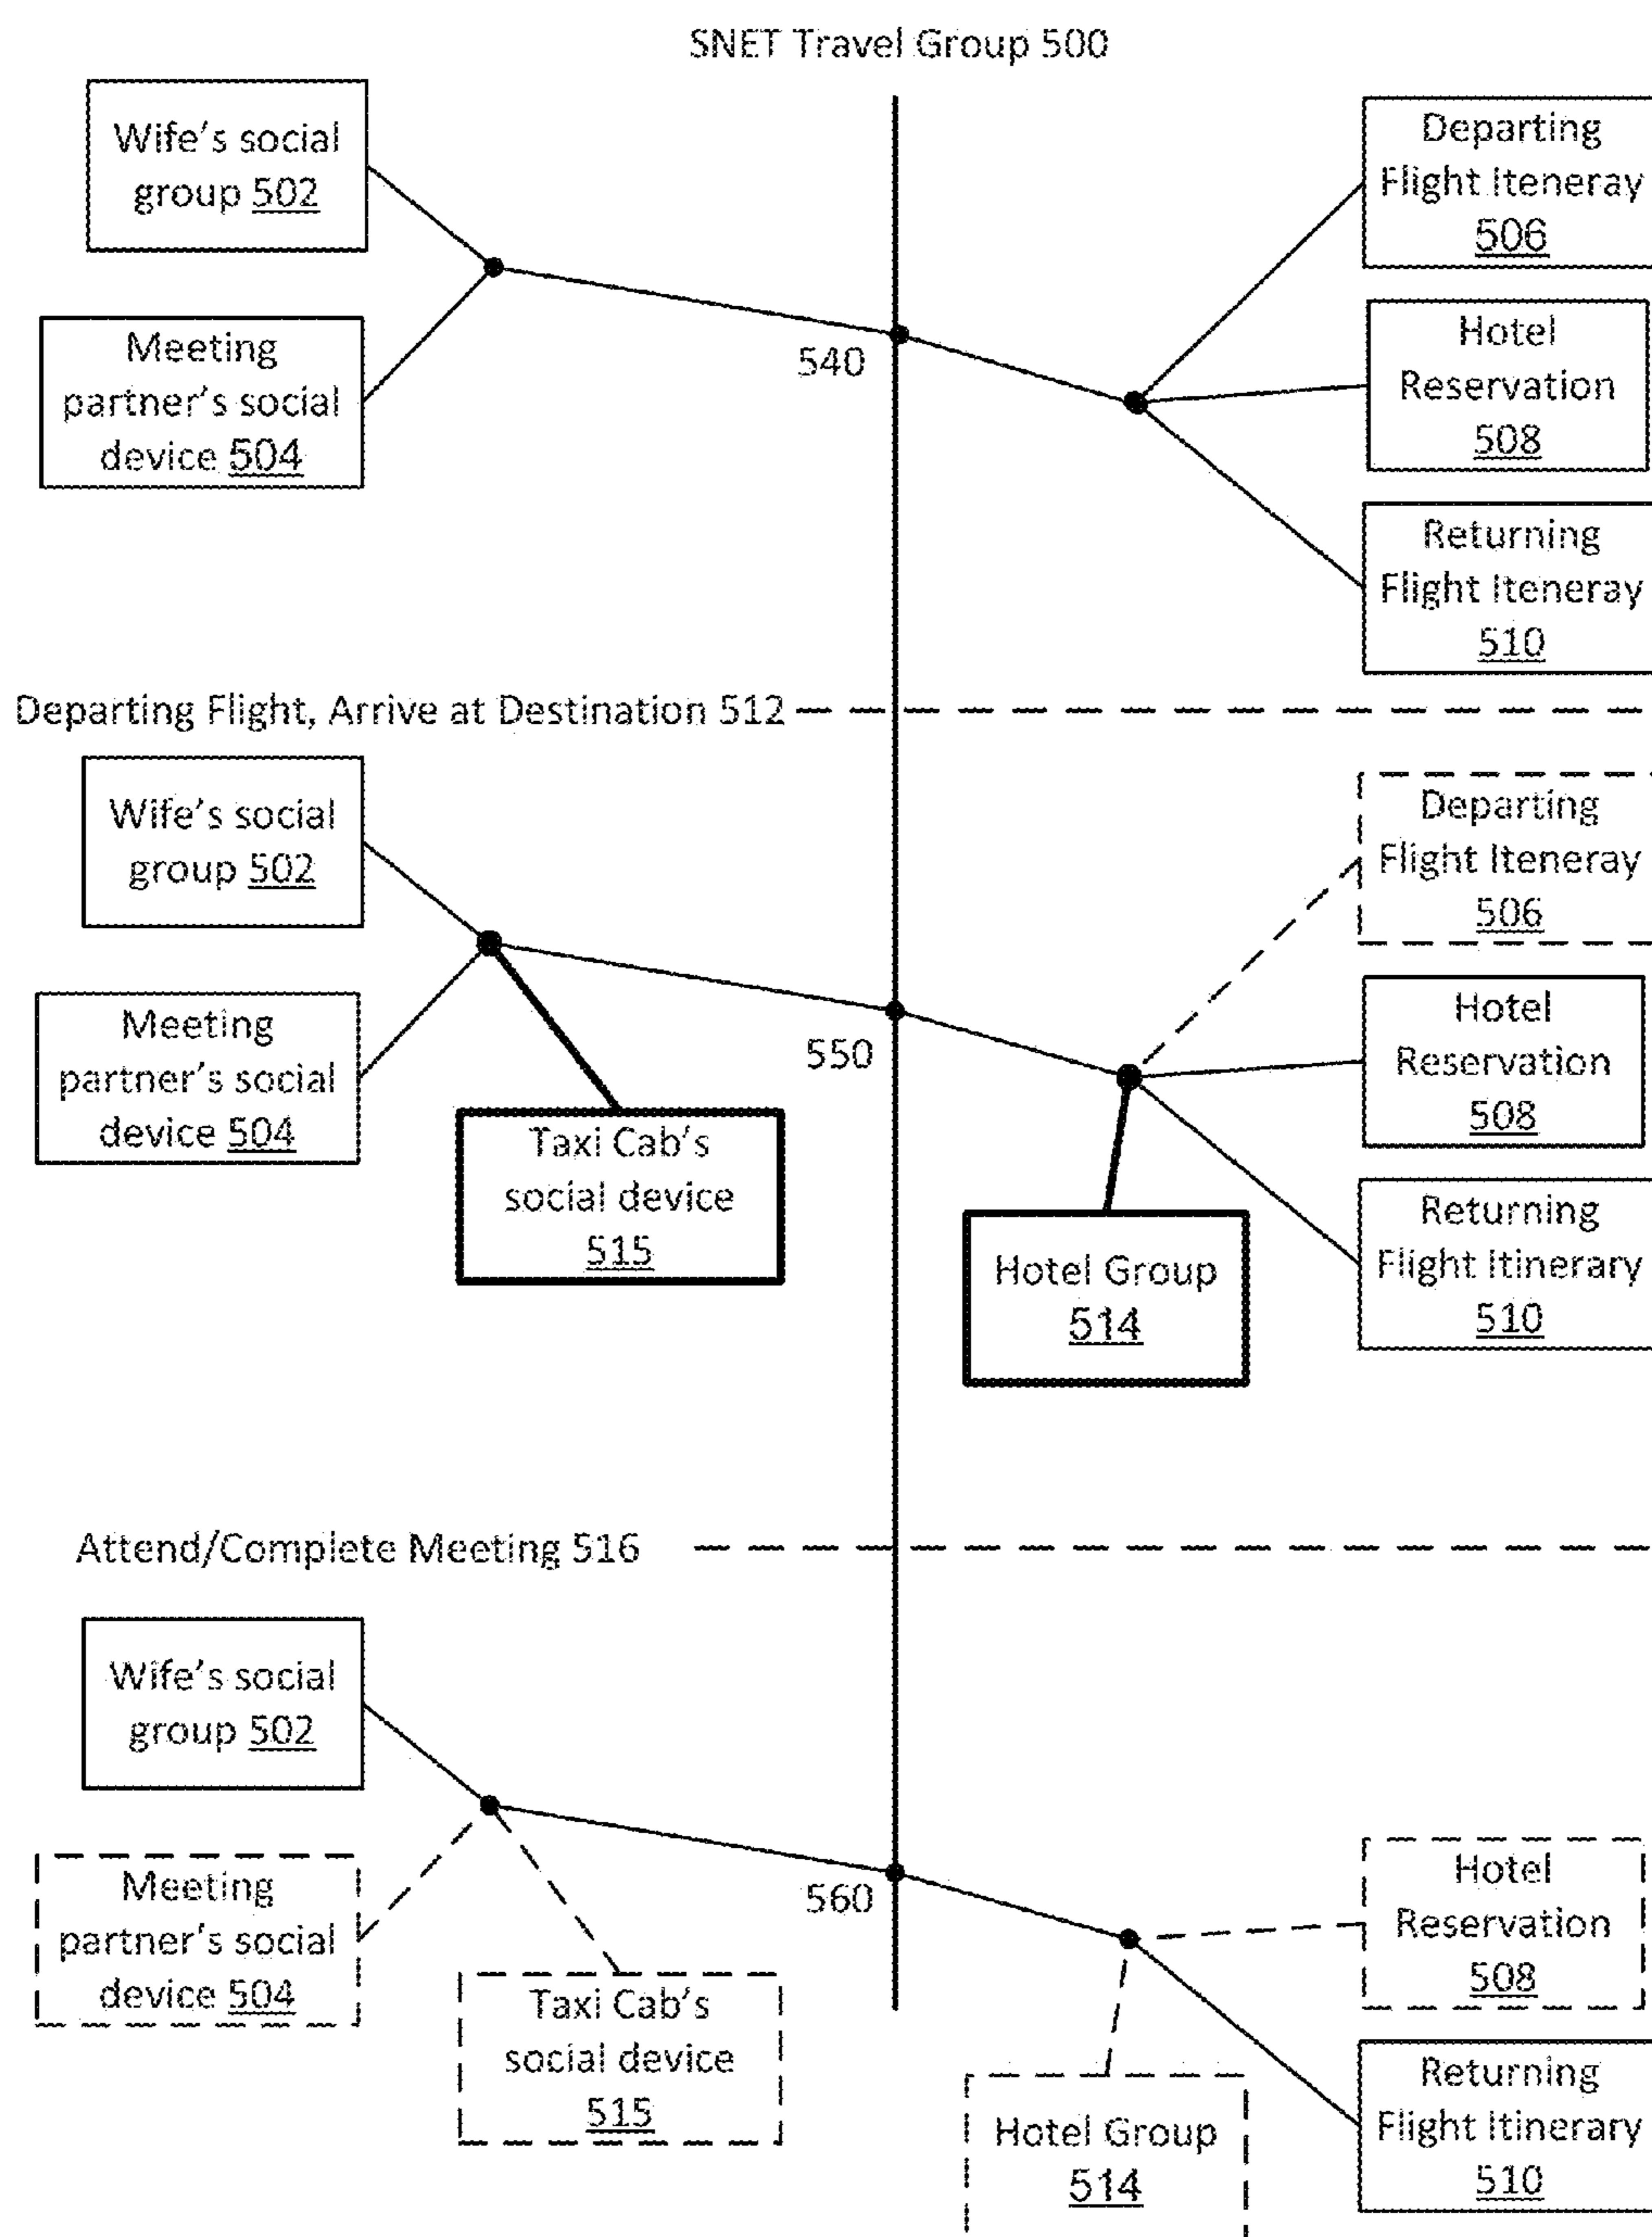 SNET Travel Group 500
Wife's social
group 502
Meeting
partner's social
device 504
540
Departing
Flight Iteneray
506
Hotel
Reservation
508
Returning
Flight Iteneray
510
Departing Flight, Arrive at Destination 512
Wife's social
group 502
Meeting
partner's social
device 504
Taxi Cab's
social device
515
550
Departing
Flight Iteneray
506
Hotel
Reservation
508
Hotel Group
514
Returning
Flight Itinerary
510
Attend/Complete Meeting 516
Wife's social
group 502
Meeting
partner's social
device 504
Taxi Cab's
social device
515
560
Hotel
Reservation
508
Hotel Group
514
Returning
Flight Itinerary
510